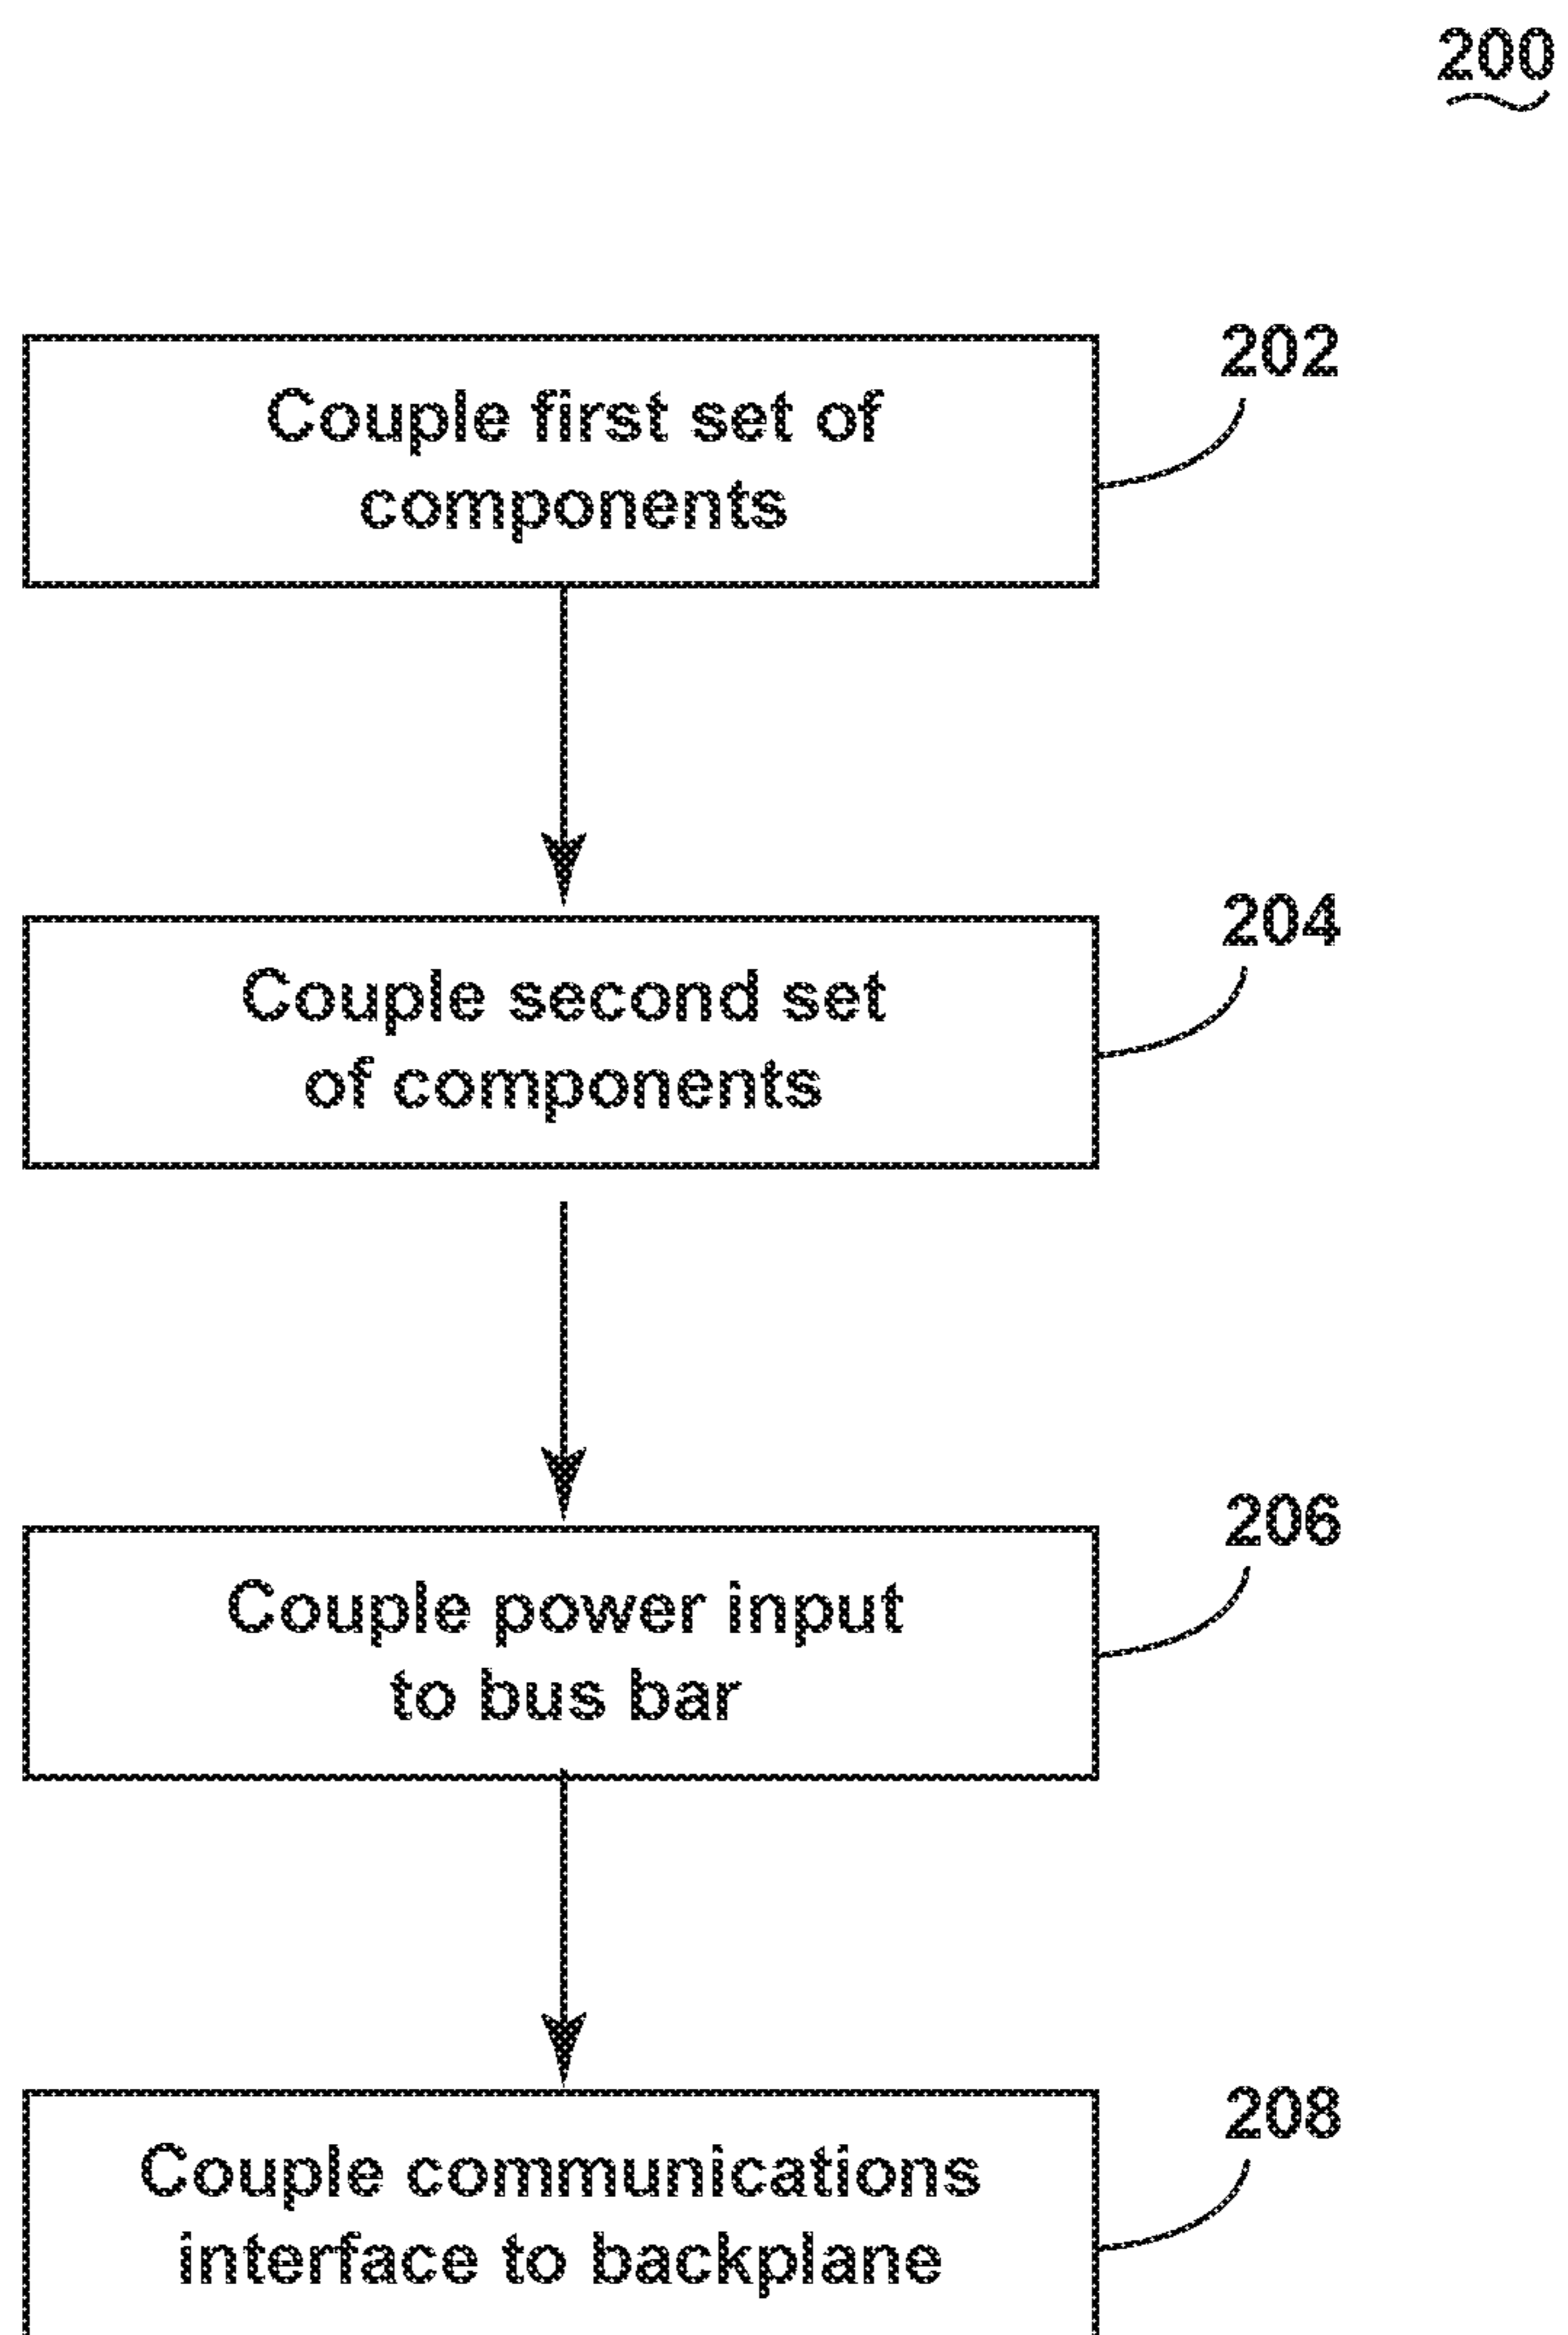 200
202
Couple first set of
components
204
Couple second set
of components
206
Couple power input
to bus bar
208
Couple communications
interface to backplane